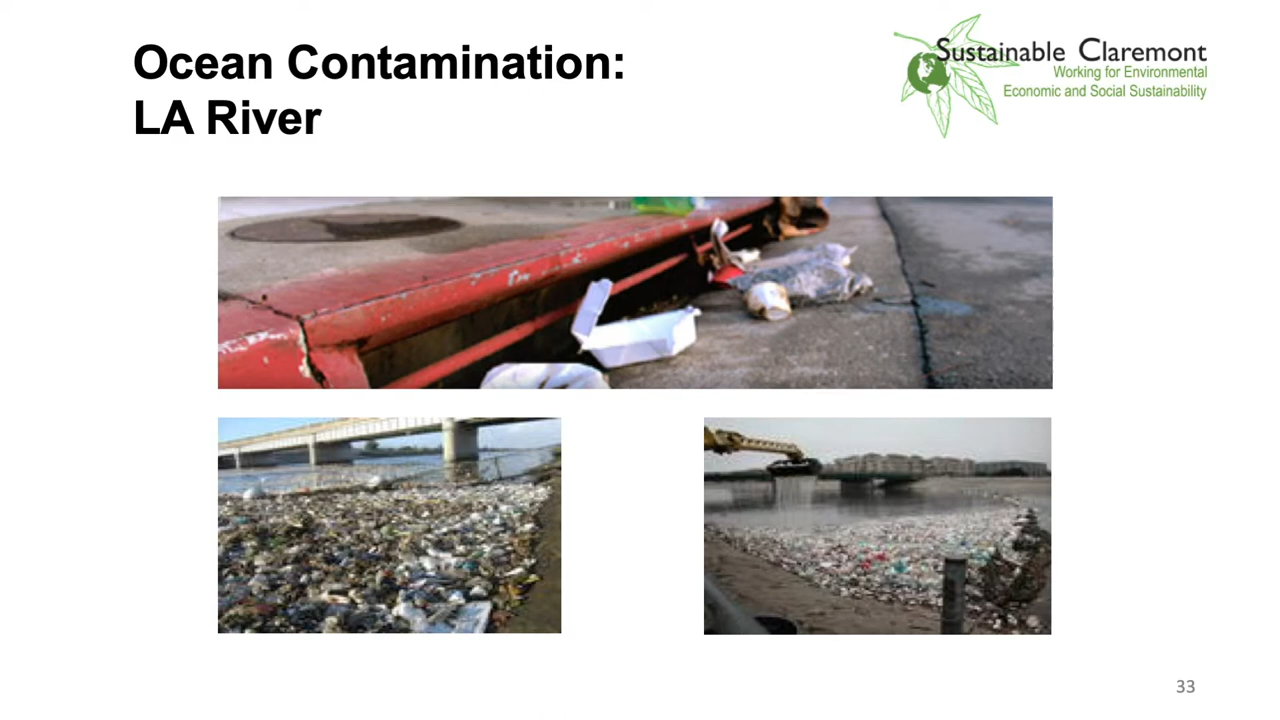 Ocean Contamination:
LA River
Sustainable Claremont
Working for Environmental
Economic and Social Sustainability
33